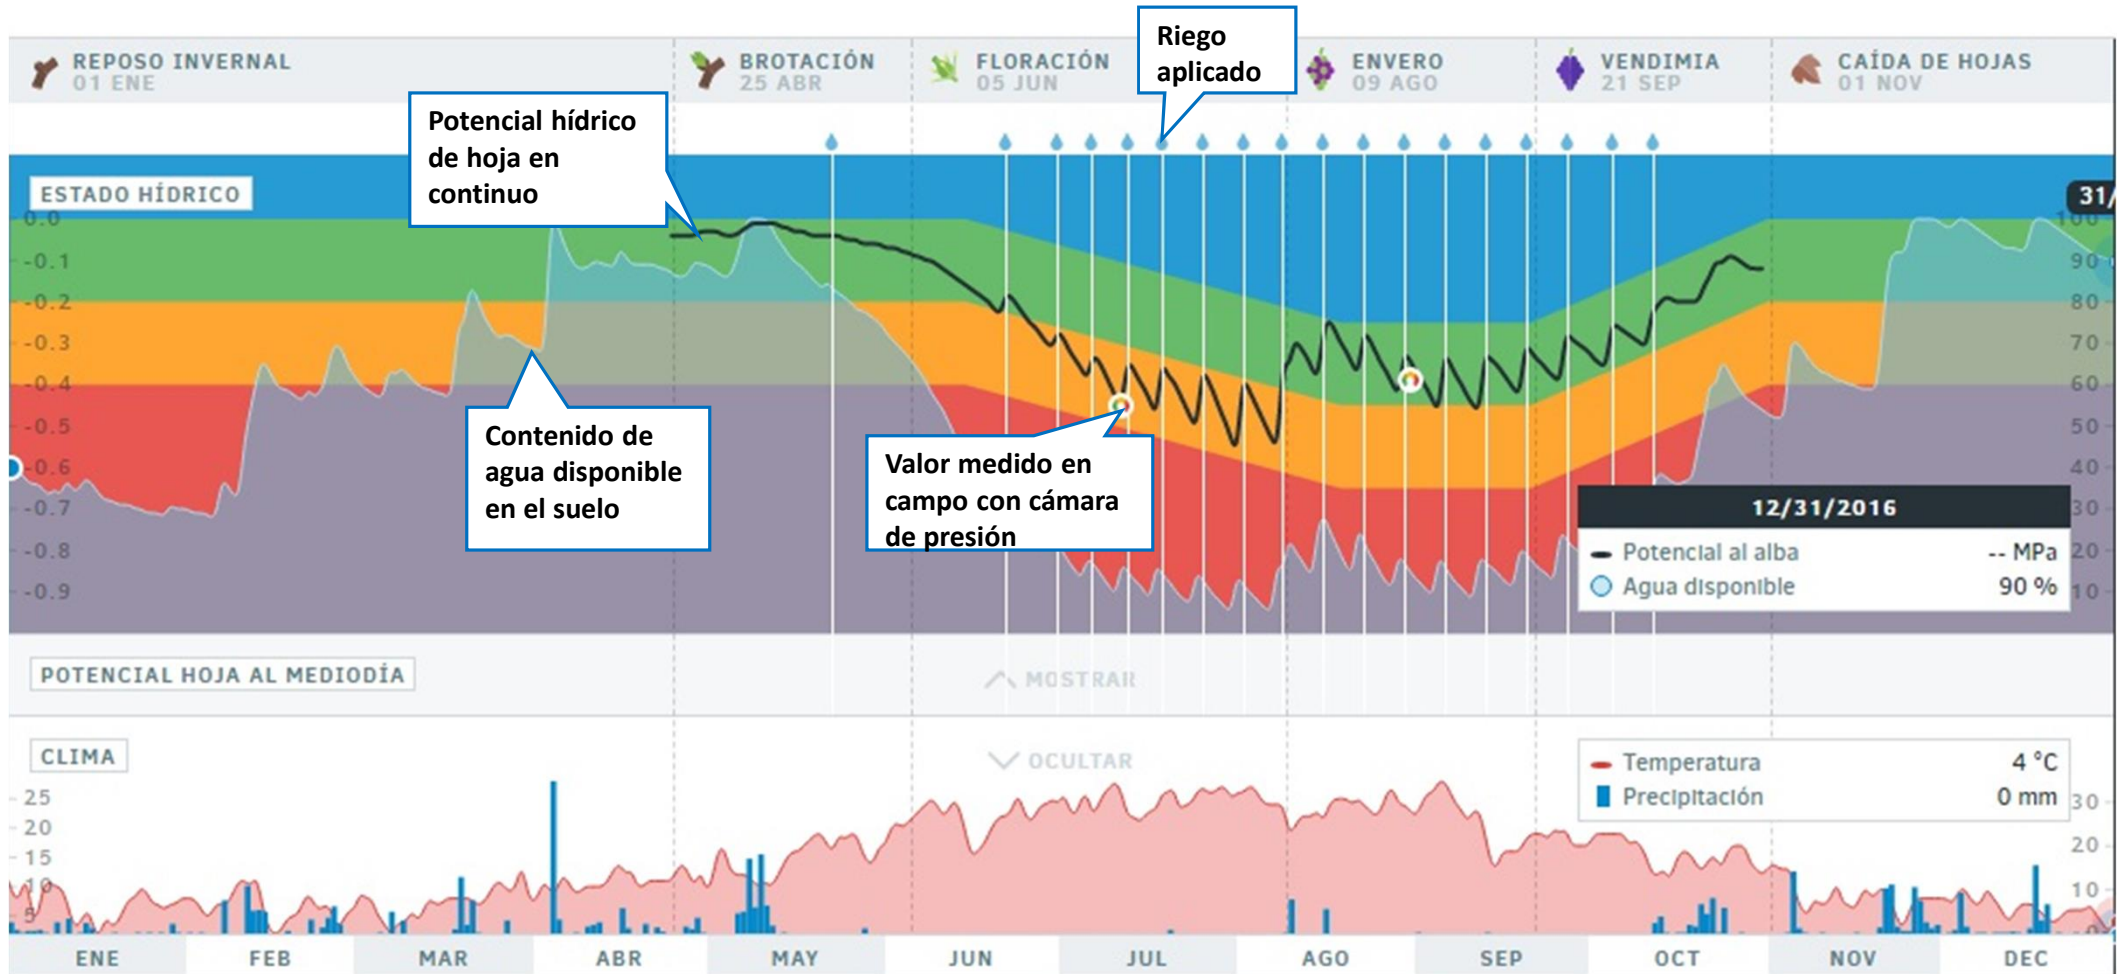 REPOSO INVERNAL
01 ENE
BROTACIÓN
25 ABR
FLORACIÓN
05 JUN
Riego
aplicado
ENVERO
09 AGO
VENDIMIA
21 SEP
CAÍDA DE HOJAS
01 NOV
Potencial hídrico
de hoja en
continuo
ESTADO HÍDRICO
31/
0.0
-0.1
-0.2
-0.3
-0.4
-0.5
-0.6
-0.7
-0.8
-0.9
100
90
80
70
60
50
40
30
20
10
Contenido de
agua disponible
en el suelo
Valor medido en
campo con cámara
de presión
12/31/2016
Potencial al alba -- MPa
Agua disponible 90 %
POTENCIAL HOJA AL MEDIODÍA
MOSTRAR
CLIMA
OCULTAR
Temperatura 4 °C
Precipitación 0 mm
25
20
15
10
5
30
20
10
0
ENE FEB MAR ABR MAY JUN JUL AGO SEP OCT NOV DEC